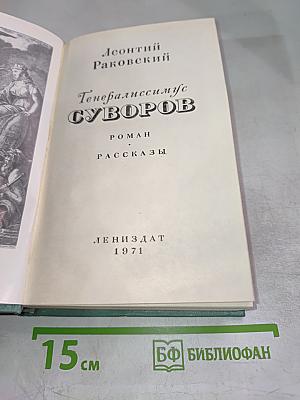 Леонтий
Раковский
Генералиссимус
СУВОРОВ
РОМАН
·
РАССКАЗЫ
ЛЕНИЗДАТ
1971
15 см
БФ БИБЛИОФАН